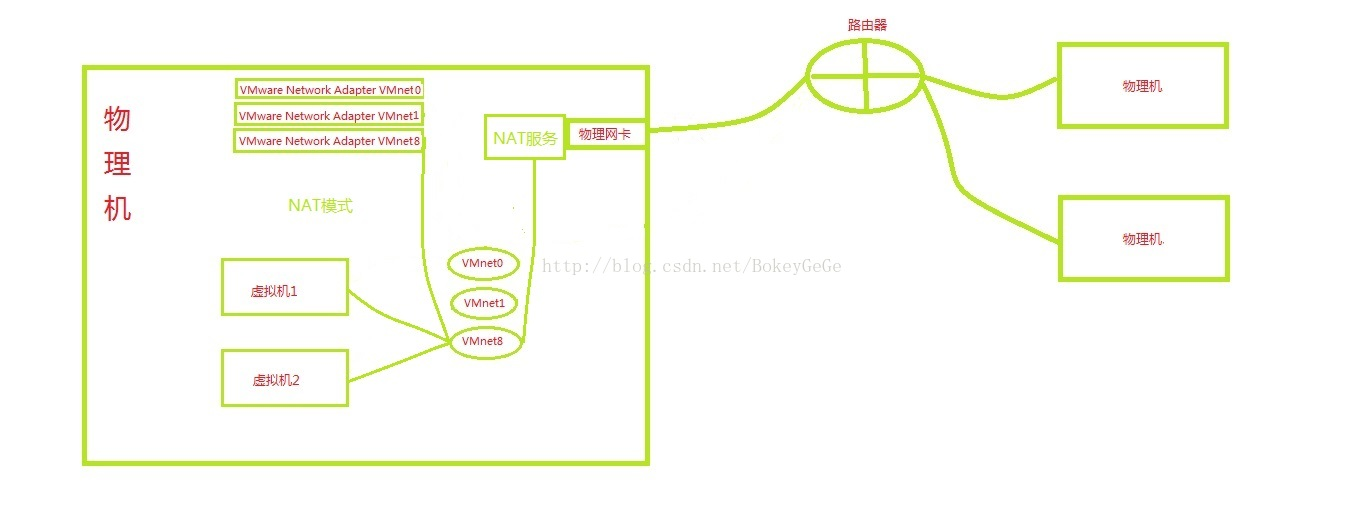 路由器
物理机
VMware Network Adapter VMnet0
VMware Network Adapter VMnet1
VMware Network Adapter VMnet8
NAT服务
物理网卡
物理机
NAT模式
物理机
VMnet0
http://blog.csdn.net/BokeyGeGe
虚拟机1
VMnet1
VMnet8
虚拟机2